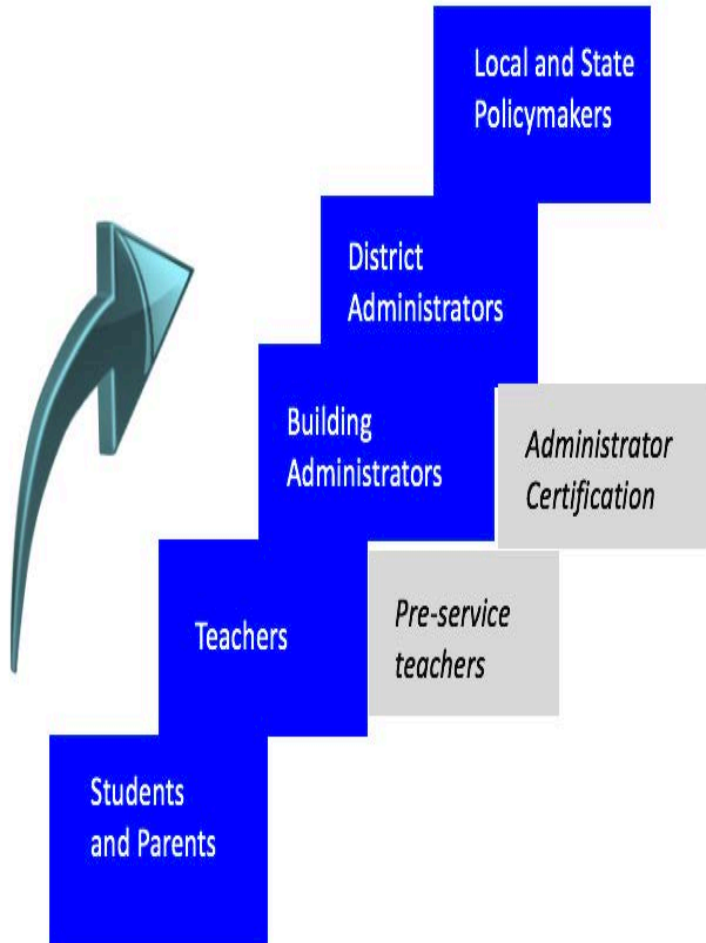 Local and State
Policymakers
District
Administrators
Building
Administrators
Administrator
Certification
Teachers
Pre-service
teachers
Students
and Parents